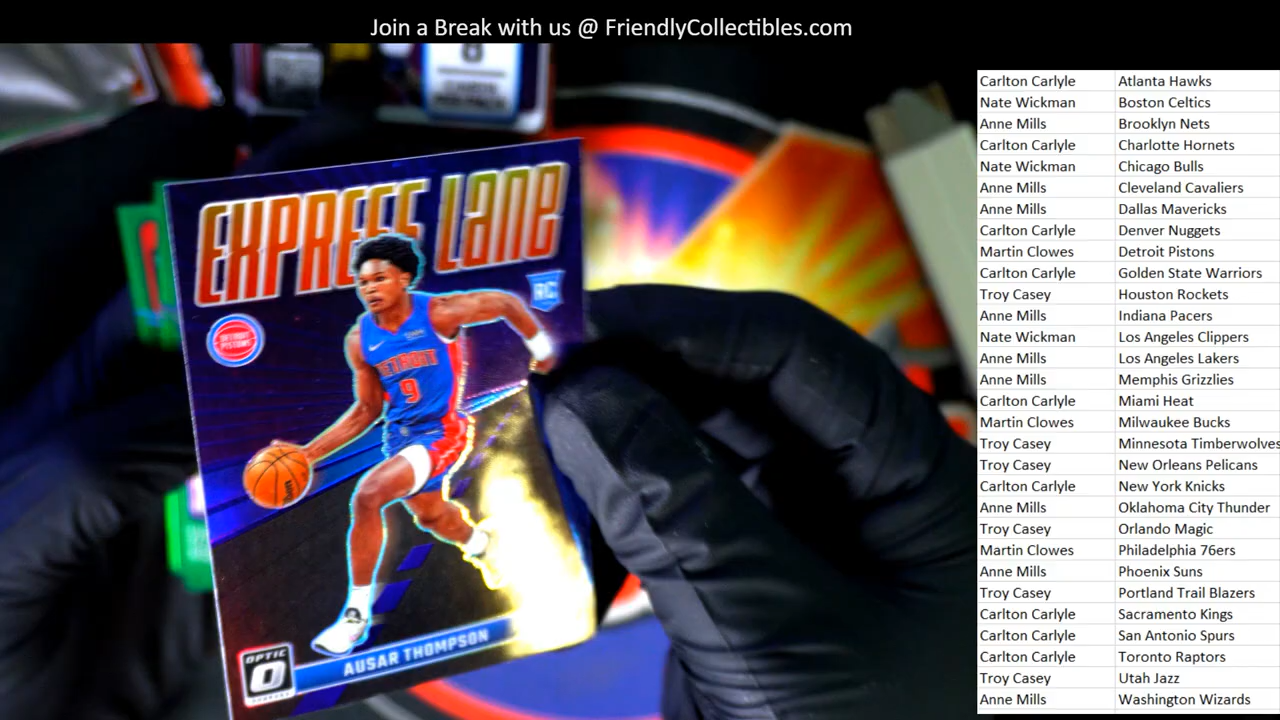 Join a Break with us @ FriendlyCollectibles.com
EXPRESS LANE
RC
DETROIT PISTONS
DETROIT
9
OPTIC
AUSAR THOMPSON
8
Carlton Carlyle Atlanta Hawks
Nate Wickman Boston Celtics
Anne Mills Brooklyn Nets
Carlton Carlyle Charlotte Hornets
Nate Wickman Chicago Bulls
Anne Mills Cleveland Cavaliers
Anne Mills Dallas Mavericks
Carlton Carlyle Denver Nuggets
Martin Clowes Detroit Pistons
Carlton Carlyle Golden State Warriors
Troy Casey Houston Rockets
Anne Mills Indiana Pacers
Nate Wickman Los Angeles Clippers
Anne Mills Los Angeles Lakers
Anne Mills Memphis Grizzlies
Carlton Carlyle Miami Heat
Martin Clowes Milwaukee Bucks
Troy Casey Minnesota Timberwolves
Troy Casey New Orleans Pelicans
Carlton Carlyle New York Knicks
Anne Mills Oklahoma City Thunder
Troy Casey Orlando Magic
Martin Clowes Philadelphia 76ers
Anne Mills Phoenix Suns
Troy Casey Portland Trail Blazers
Carlton Carlyle Sacramento Kings
Carlton Carlyle San Antonio Spurs
Carlton Carlyle Toronto Raptors
Troy Casey Utah Jazz
Anne Mills Washington Wizards